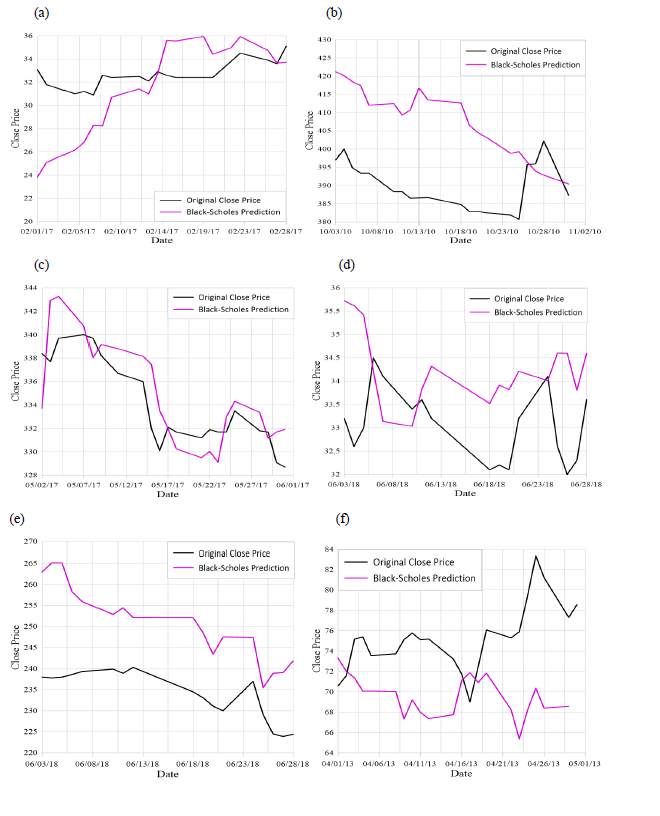 (a)
36
34
32
30
28
26
24
22
20
Close Price
Original Close Price
Black-Scholes Prediction
02/01/17 02/05/17 02/10/17 02/14/17 02/19/17 02/23/17 02/28/17
Date
(b)
430
425
420
415
410
405
400
395
390
385
380
Close Price
Original Close Price
Black-Scholes Prediction
10/03/10 10/08/10 10/13/10 10/18/10 10/23/10 10/28/10 11/02/10
Date
(c)
344
342
340
338
336
334
332
330
328
Close Price
Original Close Price
Black-Scholes Prediction
05/02/17 05/07/17 05/12/17 05/17/17 05/22/17 05/27/17 06/01/17
Date
(d)
36
35.5
35
34.5
34
33.5
33
32.5
32
Close Price
Original Close Price
Black-Scholes Prediction
06/03/18 06/08/18 06/13/18 06/18/18 06/23/18 06/28/18
Date
(e)
270
265
260
255
250
245
240
235
230
225
220
Close Price
Original Close Price
Black-Scholes Prediction
06/03/18 06/08/18 06/13/18 06/18/18 06/23/18 06/28/18
Date
(f)
84
82
80
78
76
74
72
70
68
66
64
Close Price
Original Close Price
Black-Scholes Prediction
04/01/13 04/06/13 04/11/13 04/16/13 04/21/13 04/26/13 05/01/13
Date